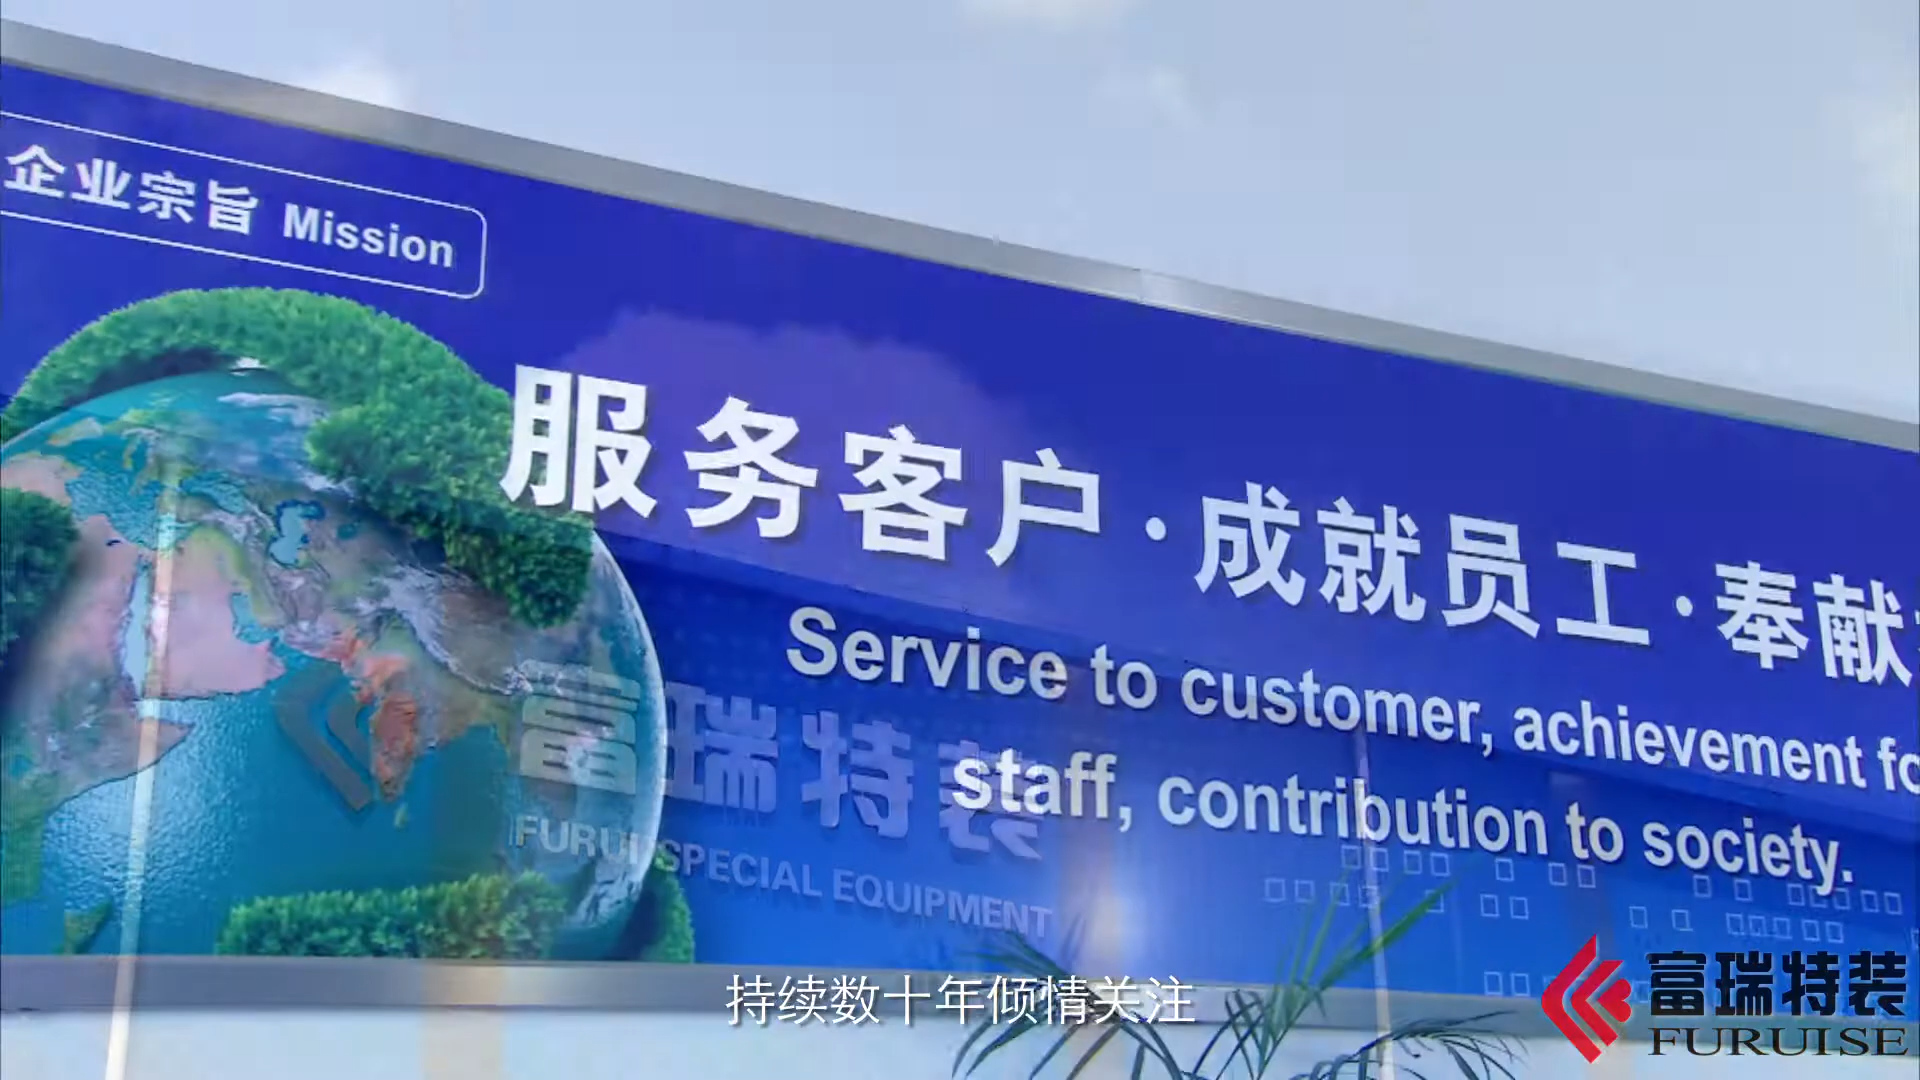 企业宗旨 Mission
服务客户·成就员工·奉献
Service to customer, achievement fo
staff, contribution to society.
富瑞特装
FURUI SPECIAL EQUIPMENT
持续数十年倾情关注
富瑞特装
FURUISE